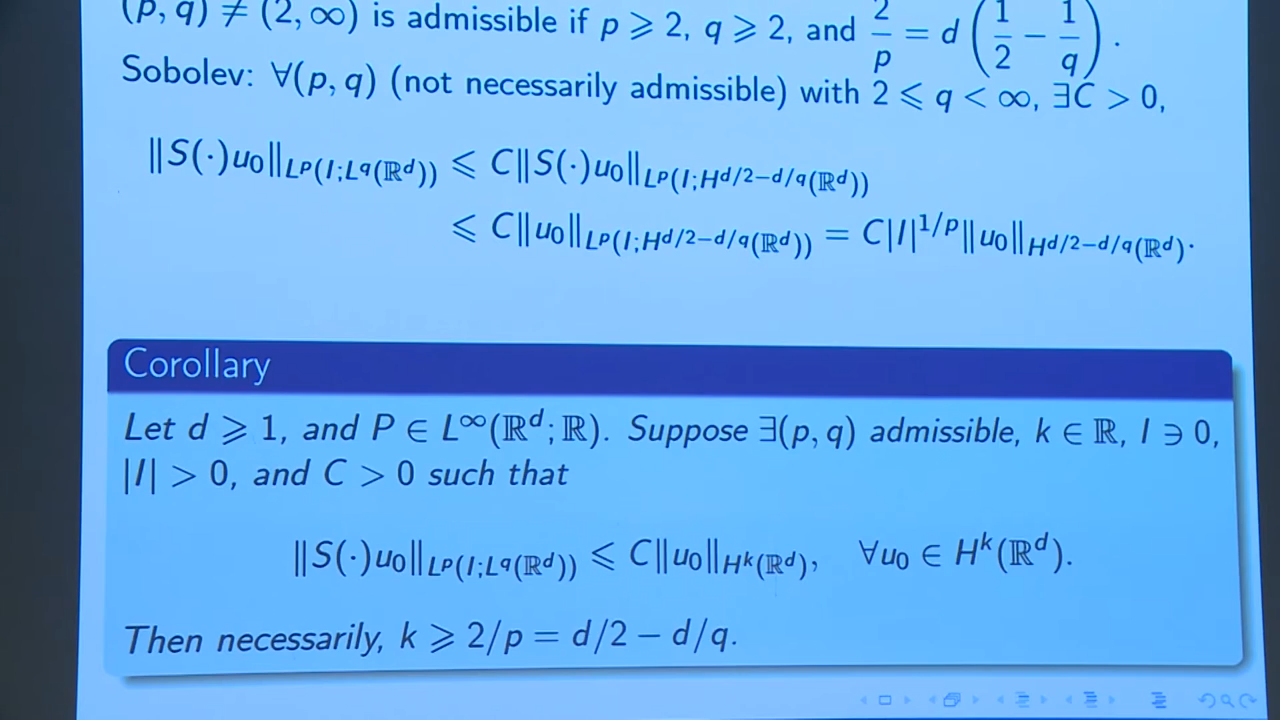 (p, q) ≠ (2, ∞) is admissible if p ⩾ 2, q ⩾ 2, and 2/p = d (1/2 − 1/q).
Sobolev: ∀(p, q) (not necessarily admissible) with 2 ⩽ q < ∞, ∃C > 0,
‖S(·)u₀‖_{L^p(I;L^q(ℝ^d))} ⩽ C‖S(·)u₀‖_{L^p(I;H^{d/2−d/q}(ℝ^d))}
⩽ C‖u₀‖_{L^p(I;H^{d/2−d/q}(ℝ^d))} = C|I|^{1/p}‖u₀‖_{H^{d/2−d/q}(ℝ^d)}.
Corollary
Let d ⩾ 1, and P ∈ L^∞(ℝ^d; ℝ). Suppose ∃(p, q) admissible, k ∈ ℝ, I ∋ 0,
|I| > 0, and C > 0 such that
‖S(·)u₀‖_{L^p(I;L^q(ℝ^d))} ⩽ C‖u₀‖_{H^k(ℝ^d)}, ∀u₀ ∈ H^k(ℝ^d).
Then necessarily, k ⩾ 2/p = d/2 − d/q.